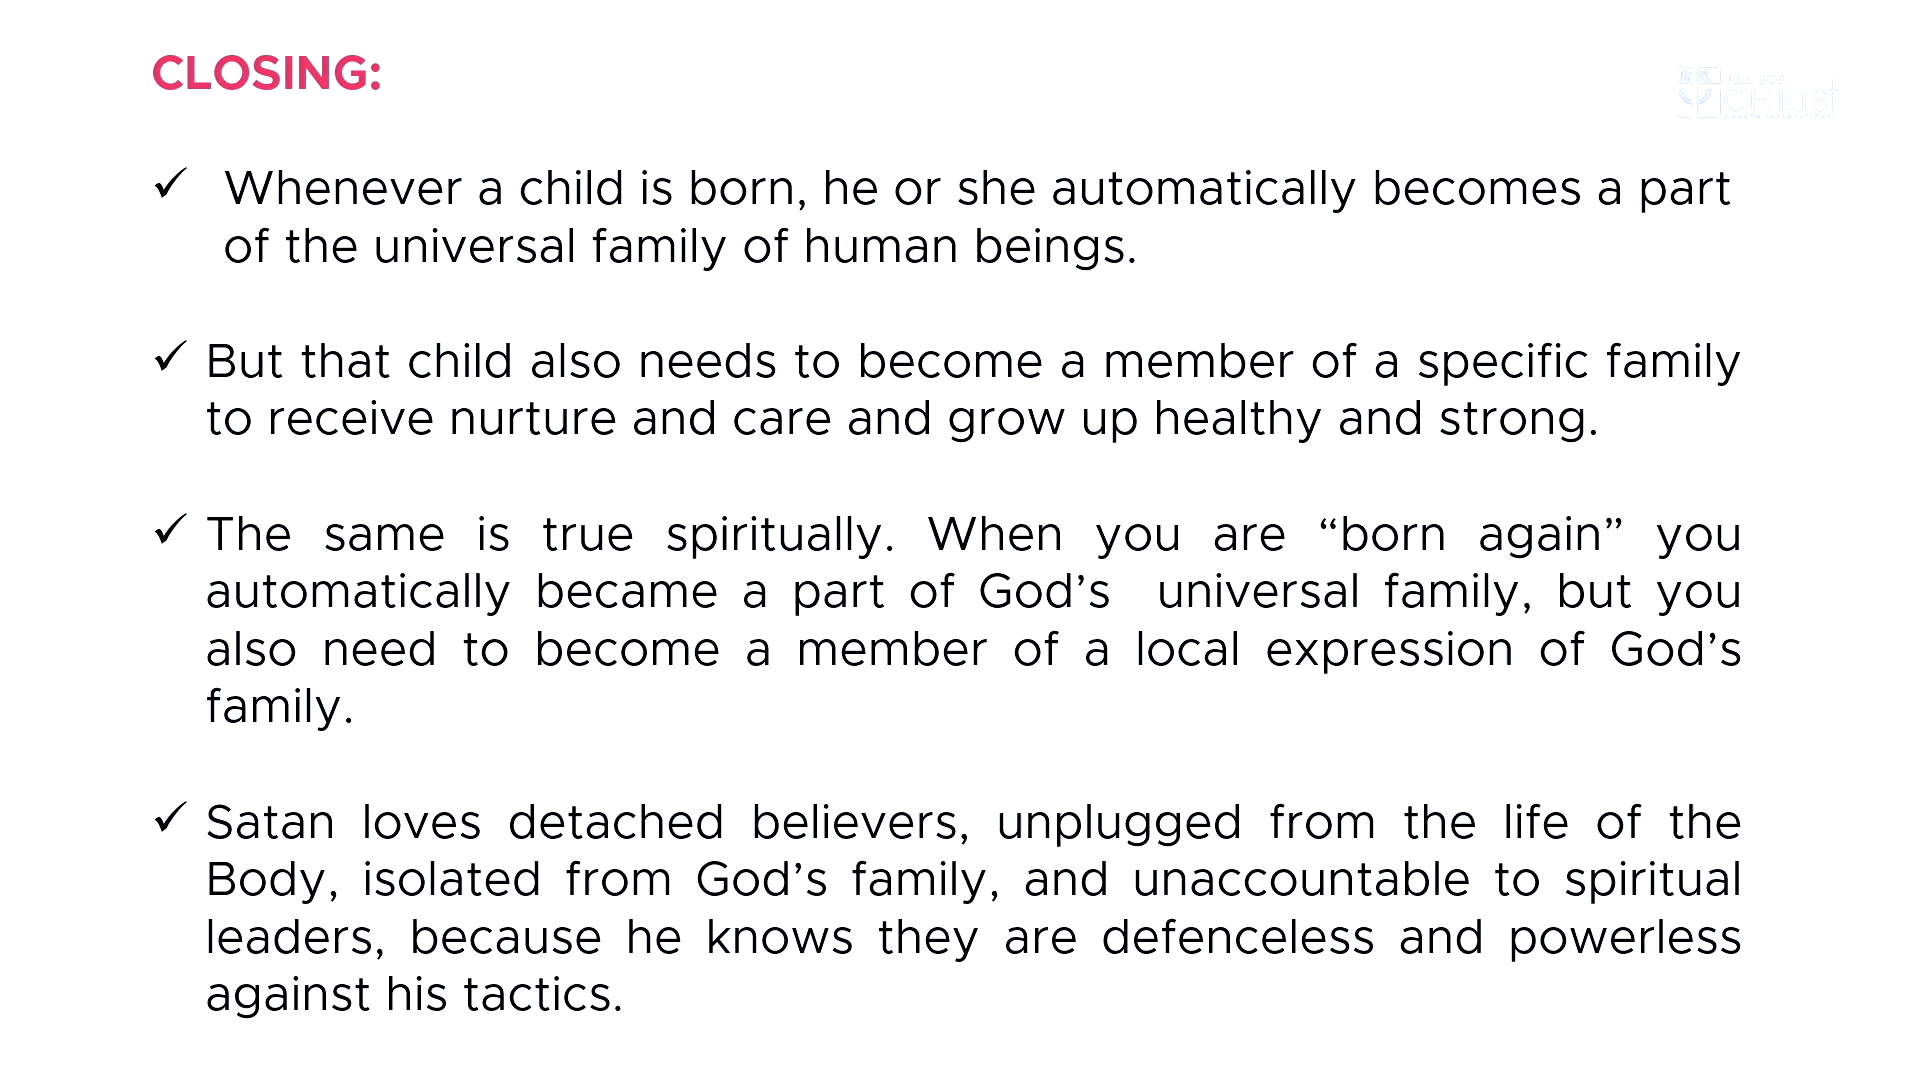 CLOSING:
ALL FOR
CHRIST
CHURCH INTERNATIONAL
✓ Whenever a child is born, he or she automatically becomes a part
of the universal family of human beings.
✓ But that child also needs to become a member of a specific family
to receive nurture and care and grow up healthy and strong.
✓ The same is true spiritually. When you are “born again” you
automatically became a part of God’s universal family, but you
also need to become a member of a local expression of God’s
family.
✓ Satan loves detached believers, unplugged from the life of the
Body, isolated from God’s family, and unaccountable to spiritual
leaders, because he knows they are defenceless and powerless
against his tactics.